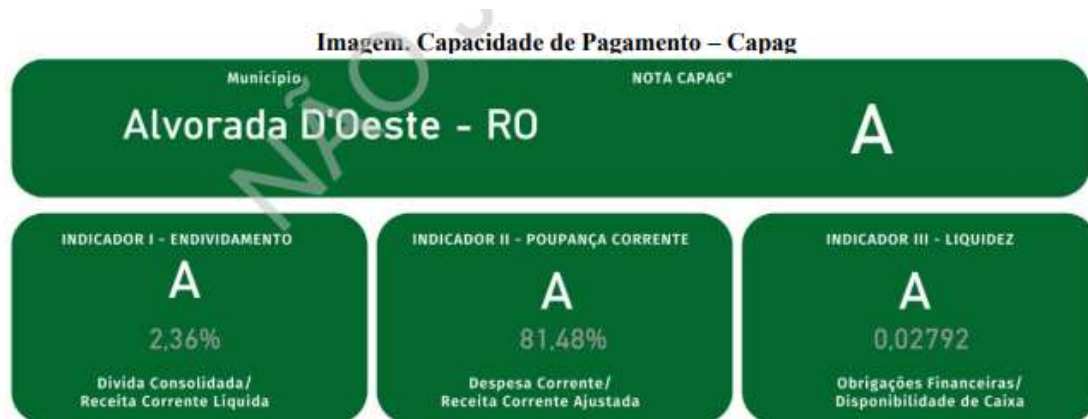 Imagem. Capacidade de Pagamento – Capag
Município
NOTA CAPAG*
Alvorada D'Oeste - RO
A
NÃO
INDICADOR I - ENDIVIDAMENTO
A
2,36%
Dívida Consolidada/
Receita Corrente Líquida
INDICADOR II - POUPANÇA CORRENTE
A
81,48%
Despesa Corrente/
Receita Corrente Ajustada
INDICADOR III - LIQUIDEZ
A
0,02792
Obrigações Financeiras/
Disponibilidade de Caixa